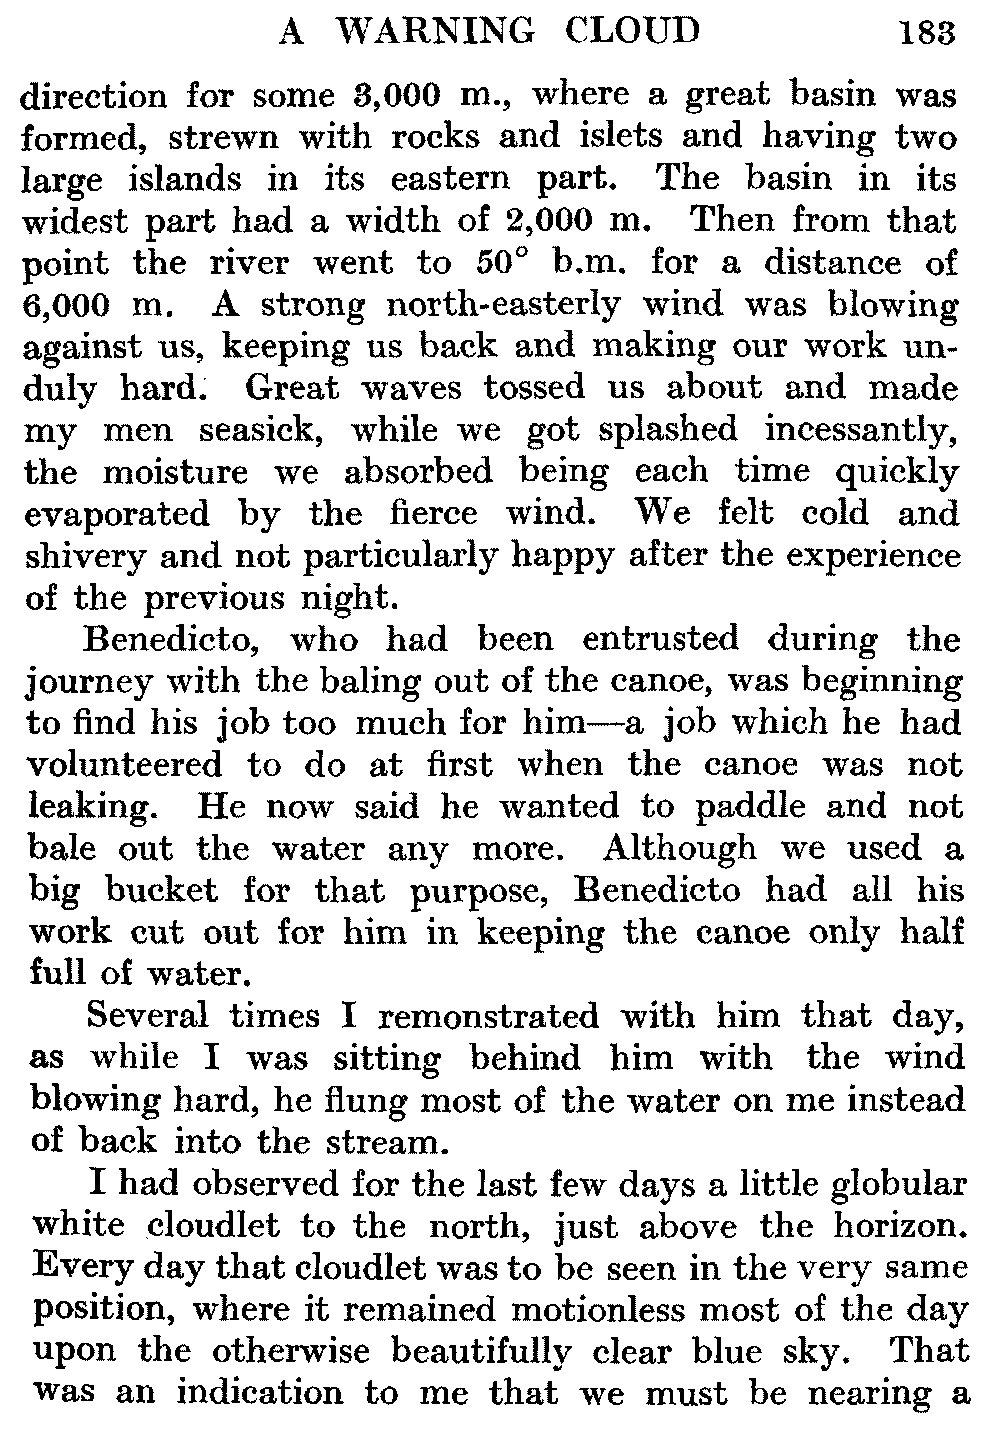 A WARNING CLOUD 183
direction for some 3,000 m., where a great basin was
formed, strewn with rocks and islets and having two
large islands in its eastern part. The basin in its
widest part had a width of 2,000 m. Then from that
point the river went to 50° b.m. for a distance of
6,000 m. A strong north-easterly wind was blowing
against us, keeping us back and making our work un-
duly hard. Great waves tossed us about and made
my men seasick, while we got splashed incessantly,
the moisture we absorbed being each time quickly
evaporated by the fierce wind. We felt cold and
shivery and not particularly happy after the experience
of the previous night.
Benedicto, who had been entrusted during the
journey with the baling out of the canoe, was beginning
to find his job too much for him—a job which he had
volunteered to do at first when the canoe was not
leaking. He now said he wanted to paddle and not
bale out the water any more. Although we used a
big bucket for that purpose, Benedicto had all his
work cut out for him in keeping the canoe only half
full of water.
Several times I remonstrated with him that day,
as while I was sitting behind him with the wind
blowing hard, he flung most of the water on me instead
of back into the stream.
I had observed for the last few days a little globular
white cloudlet to the north, just above the horizon.
Every day that cloudlet was to be seen in the very same
position, where it remained motionless most of the day
upon the otherwise beautifully clear blue sky. That
was an indication to me that we must be nearing a